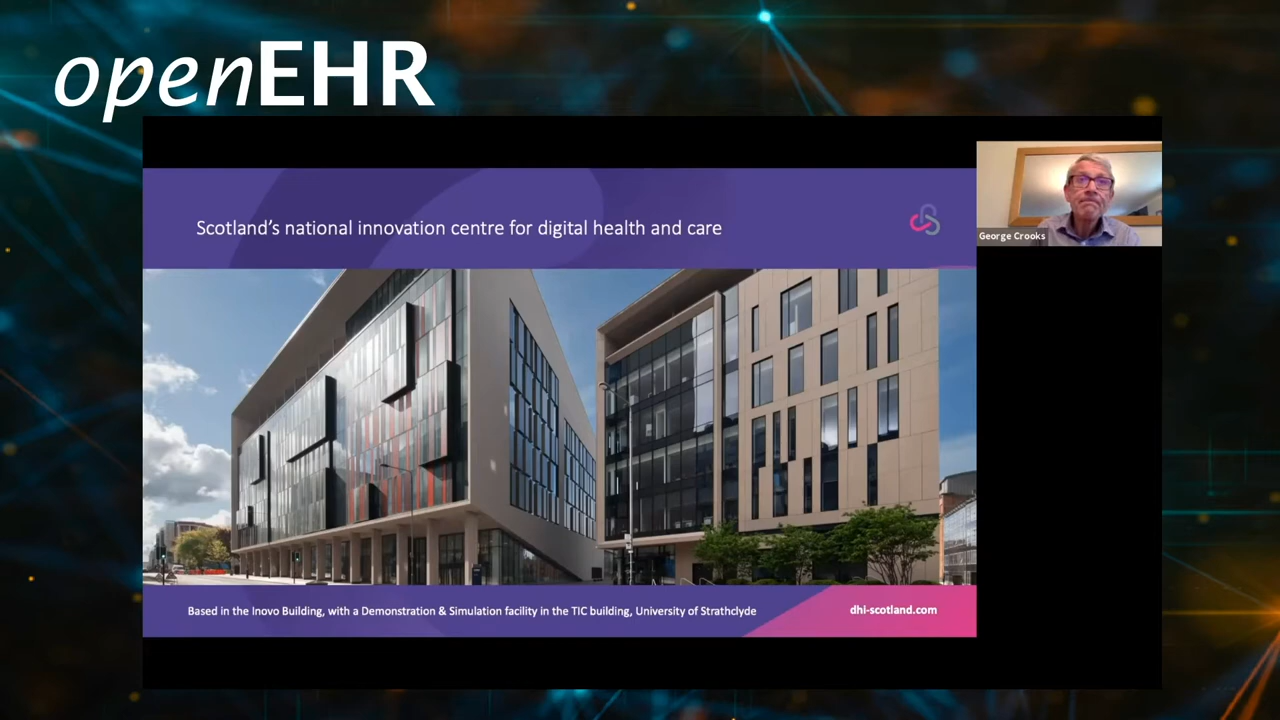 openEHR
Scotland's national innovation centre for digital health and care
George Crooks
Based in the Inovo Building, with a Demonstration & Simulation facility in the TIC building, University of Strathclyde
dhi-scotland.com